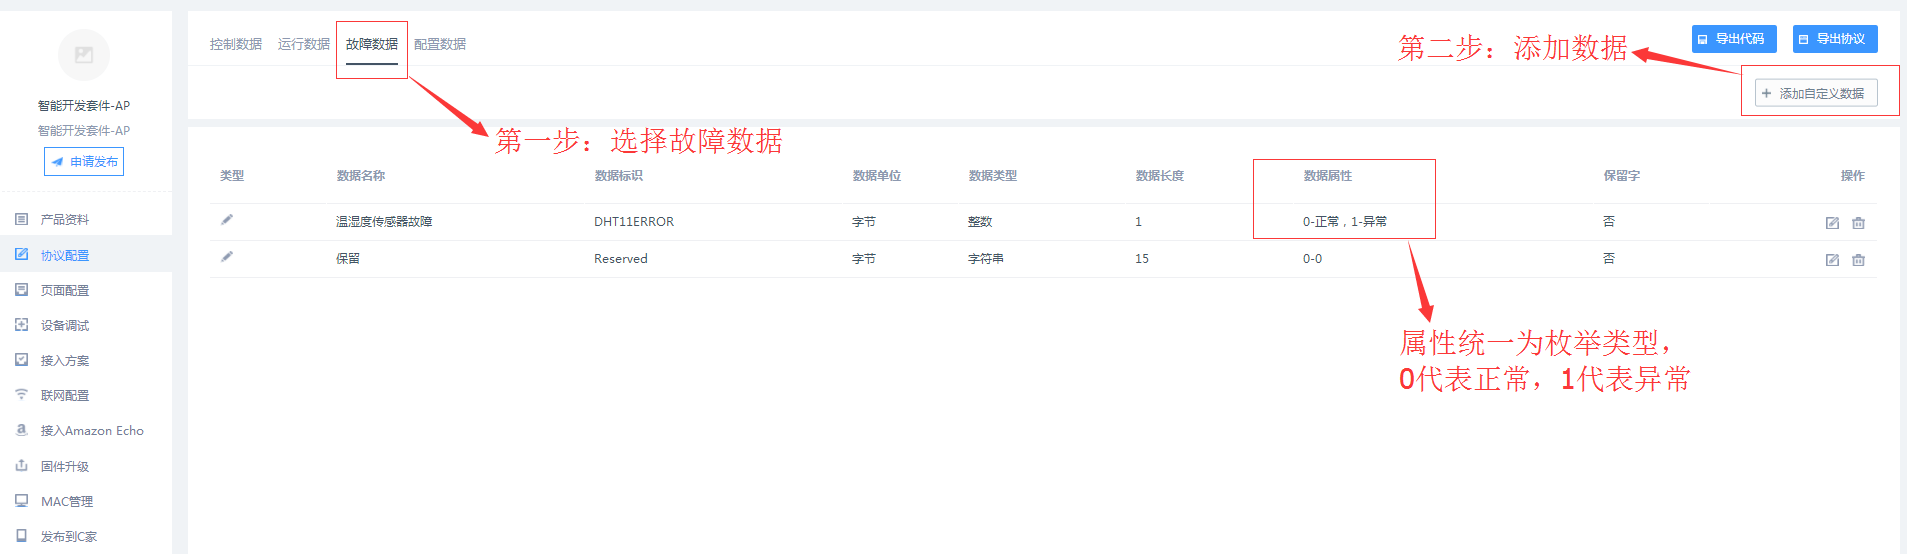 控制数据 运行数据 故障数据 配置数据
导出代码 导出协议
第二步：添加数据
+ 添加自定义数据
第一步：选择故障数据
智能开发套件-AP
智能开发套件-AP
申请发布
产品资料
协议配置
页面配置
设备调试
接入方案
联网配置
接入Amazon Echo
固件升级
MAC管理
发布到C家
类型 数据名称 数据标识 数据单位 数据类型 数据长度 数据属性 保留字 操作
温湿度传感器故障 DHT11ERROR 字节 整数 1 0-正常，1-异常 否
保留 Reserved 字节 字符串 15 0-0 否
属性统一为枚举类型，
0代表正常，1代表异常